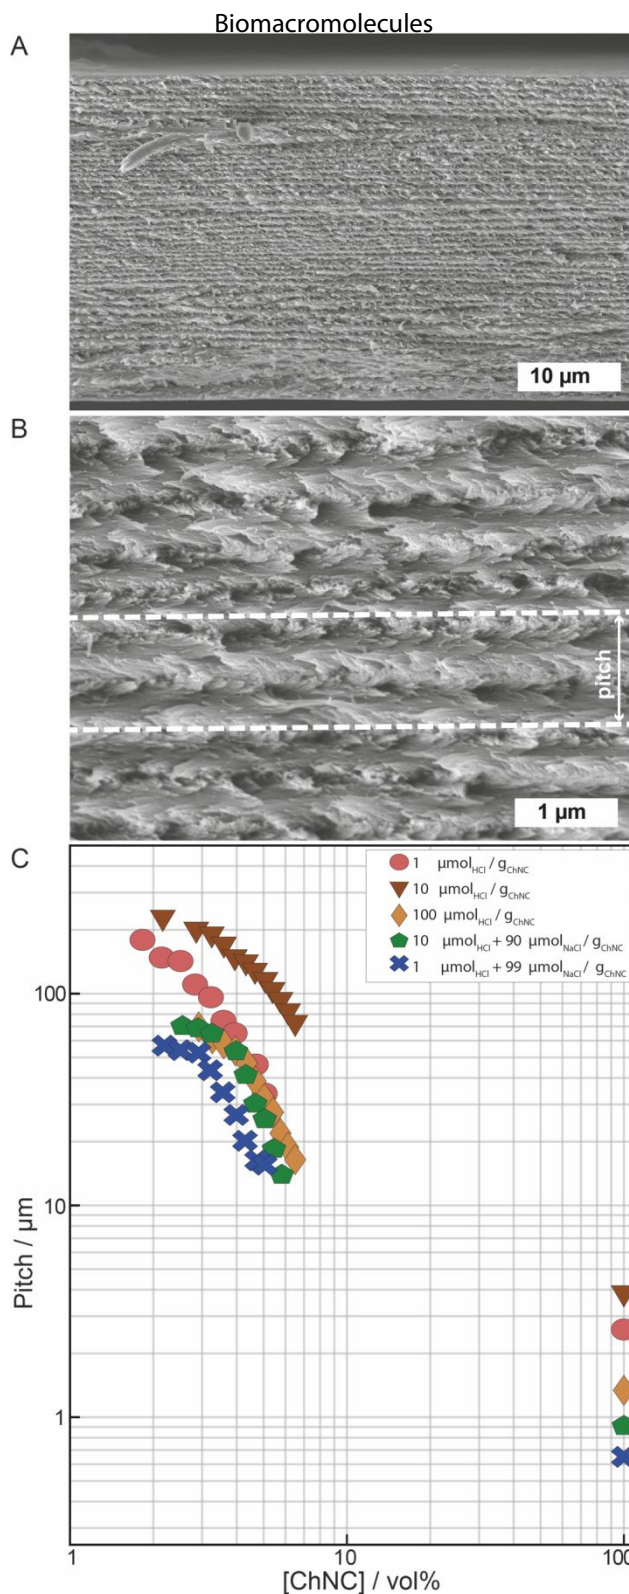 Biomacromolecules
A
10 µm
B
pitch
1 µm
C
1 µmol_HCl / g_ChNC
10 µmol_HCl / g_ChNC
100 µmol_HCl / g_ChNC
10 µmol_HCl + 90 µmol_NaCl / g_ChNC
1 µmol_HCl + 99 µmol_NaCl / g_ChNC
100
10
1
Pitch / µm
1 10 100
[ChNC] / vol%